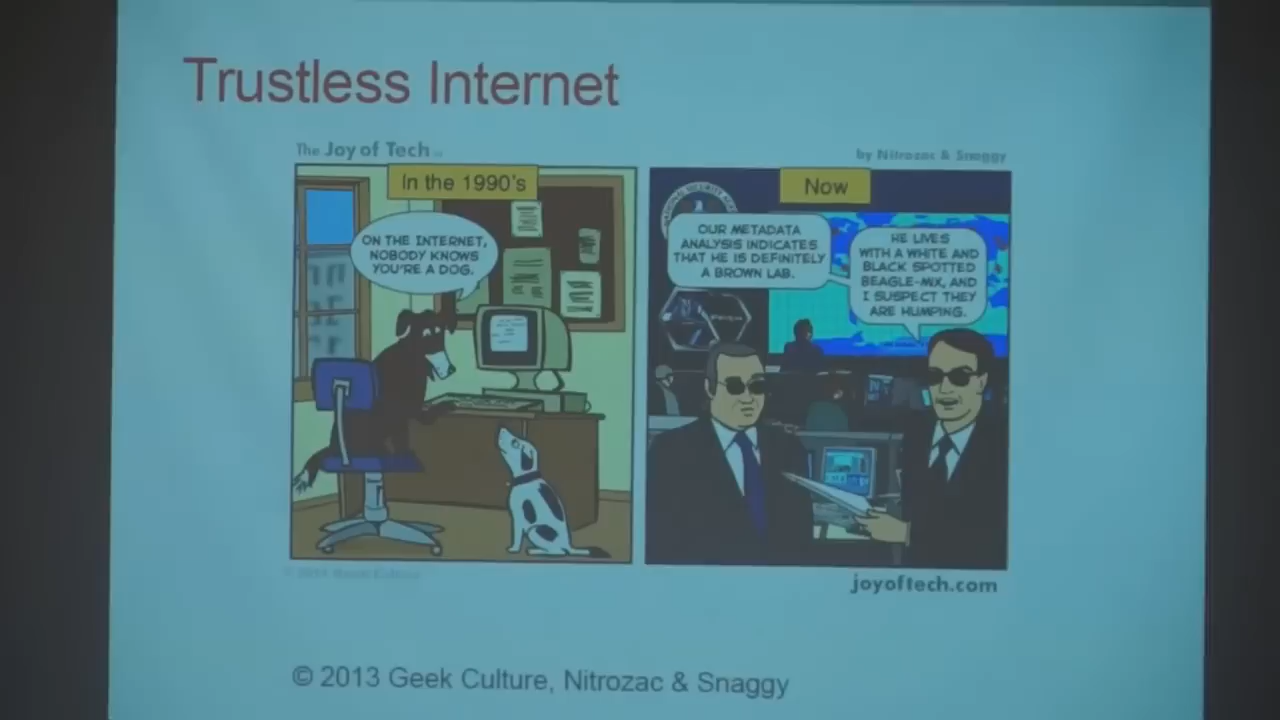 Trustless Internet
The Joy of Tech
by Nitrozac & Snaggy
In the 1990's
ON THE INTERNET,
NOBODY KNOWS
YOU'RE A DOG.
Now
NATIONAL SECURITY
OUR METADATA
ANALYSIS INDICATES
THAT HE IS DEFINITELY
A BROWN LAB.
HE LIVES
WITH A WHITE AND
BLACK SPOTTED
BEAGLE-MIX, AND
I SUSPECT THEY
ARE HUMPING.
joyoftech.com
© 2013 Geek Culture, Nitrozac & Snaggy